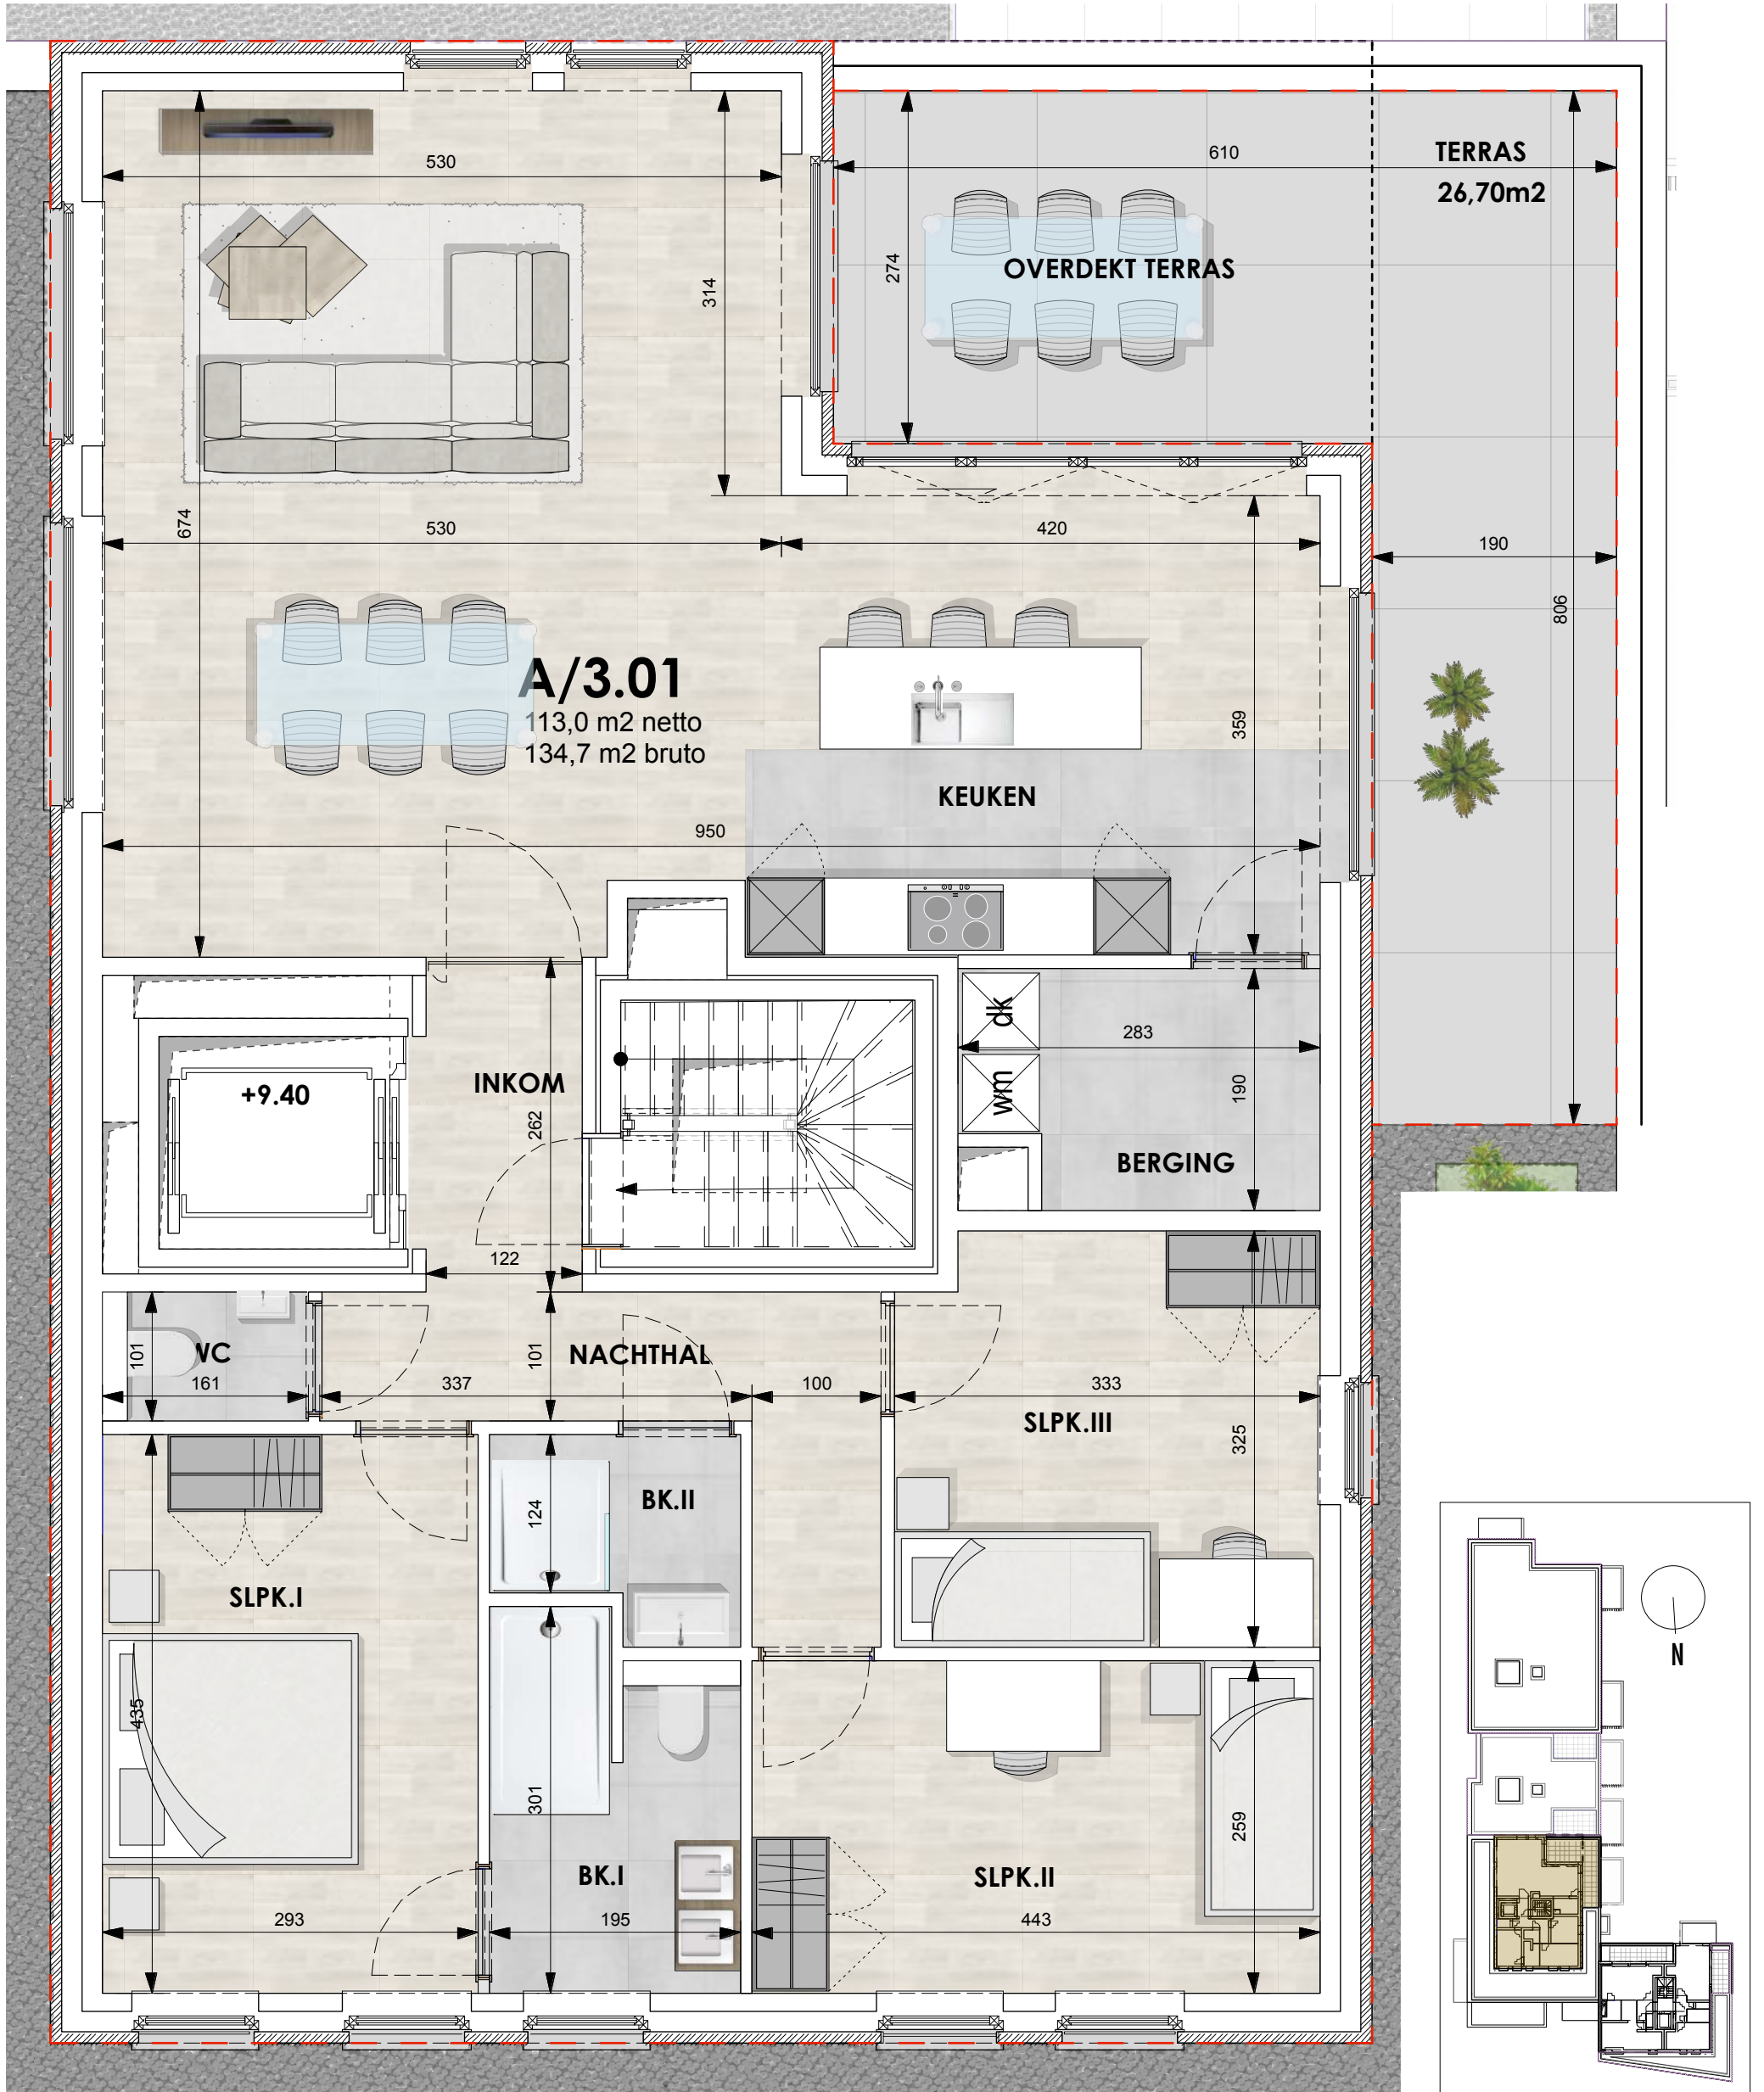 530
610
TERRAS
26,70m2
274
OVERDEKT TERRAS
314
674
530
420
190
806
A/3.01
113,0 m2 netto
134,7 m2 bruto
359
KEUKEN
950
dk
283
+9.40
INKOM
262
wm
190
BERGING
122
101
WC
161
337
101
NACHTHAL
100
333
SLPK.III
325
124
BK.II
SLPK.I
435
301
BK.I
SLPK.II
259
293
195
443
N